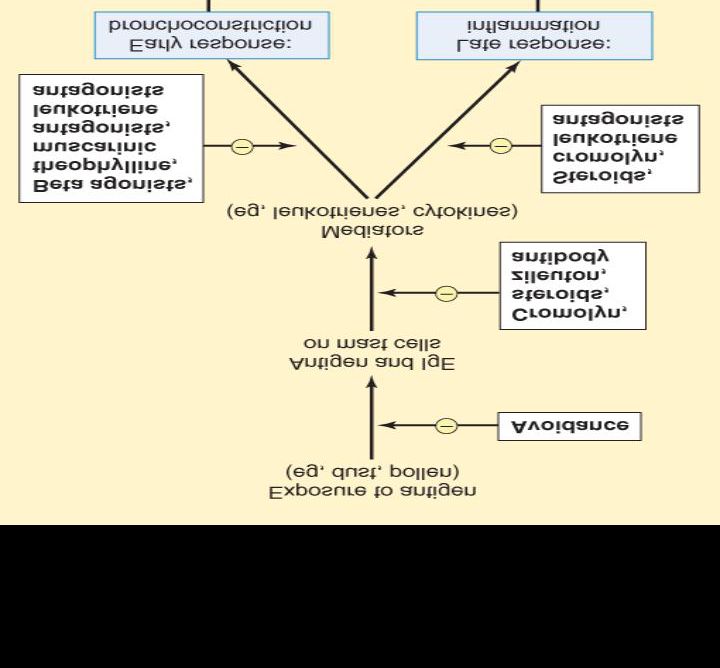 Exposure to antigen
(eg, dust, pollen)
Avoidance
Antigen and IgE
on mast cells
Cromolyn,
steroids,
zileuton,
antibody
Mediators
(eg, leukotrienes, cytokines)
Beta agonists,
theophylline,
muscarinic
antagonists,
leukotriene
antagonists
Steroids,
cromolyn,
leukotriene
antagonists
Early response:
bronchoconstriction
Late response:
inflammation